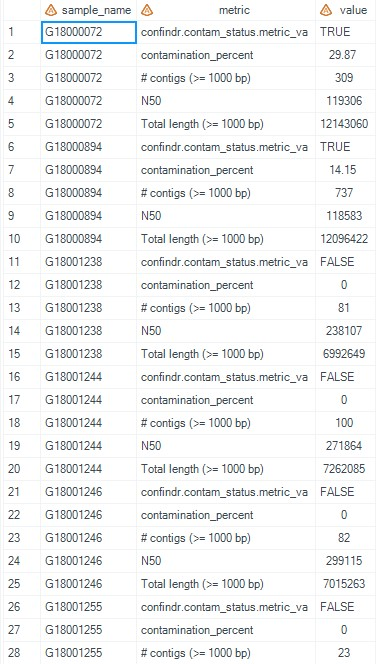 sample_name metric value
1 G18000072 confindr.contam_status.metric_va TRUE
2 G18000072 contamination_percent 29.87
3 G18000072 # contigs (>= 1000 bp) 309
4 G18000072 N50 119306
5 G18000072 Total length (>= 1000 bp) 12143060
6 G18000894 confindr.contam_status.metric_va TRUE
7 G18000894 contamination_percent 14.15
8 G18000894 # contigs (>= 1000 bp) 737
9 G18000894 N50 118583
10 G18000894 Total length (>= 1000 bp) 12096422
11 G18001238 confindr.contam_status.metric_va FALSE
12 G18001238 contamination_percent 0
13 G18001238 # contigs (>= 1000 bp) 81
14 G18001238 N50 238107
15 G18001238 Total length (>= 1000 bp) 6992649
16 G18001244 confindr.contam_status.metric_va FALSE
17 G18001244 contamination_percent 0
18 G18001244 # contigs (>= 1000 bp) 100
19 G18001244 N50 271864
20 G18001244 Total length (>= 1000 bp) 7262085
21 G18001246 confindr.contam_status.metric_va FALSE
22 G18001246 contamination_percent 0
23 G18001246 # contigs (>= 1000 bp) 82
24 G18001246 N50 299115
25 G18001246 Total length (>= 1000 bp) 7015263
26 G18001255 confindr.contam_status.metric_va FALSE
27 G18001255 contamination_percent 0
28 G18001255 # contigs (>= 1000 bp) 23